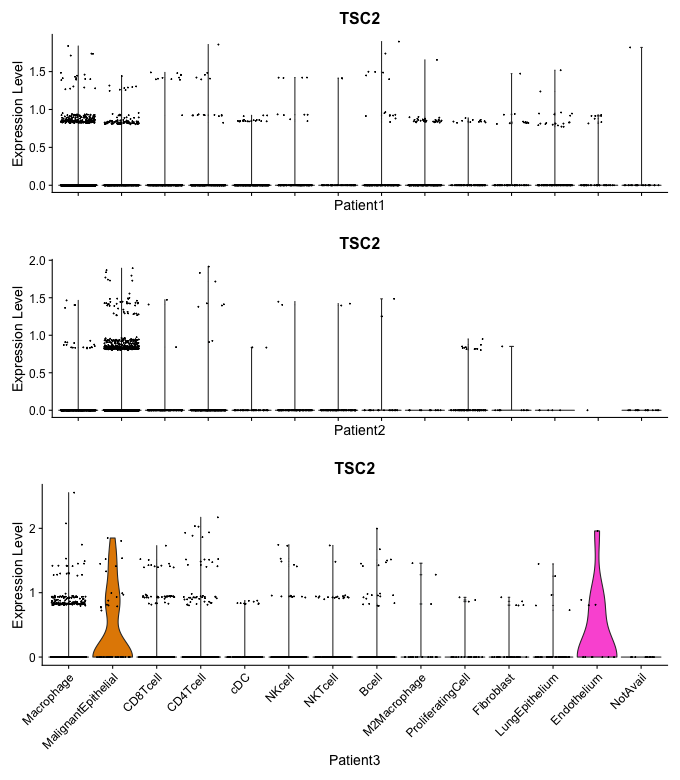 TSC2
Expression Level
1.5
1.0
0.5
0.0
Patient1
TSC2
Expression Level
2.0
1.5
1.0
0.5
0.0
Patient2
TSC2
Expression Level
2
1
0
Macrophage
MalignantEpithelial
CD8Tcell
CD4Tcell
cDC
NKcell
NKTcell
Bcell
M2Macrophage
ProliferatingCell
Fibroblast
LungEpithelium
Endothelium
NotAvail
Patient3